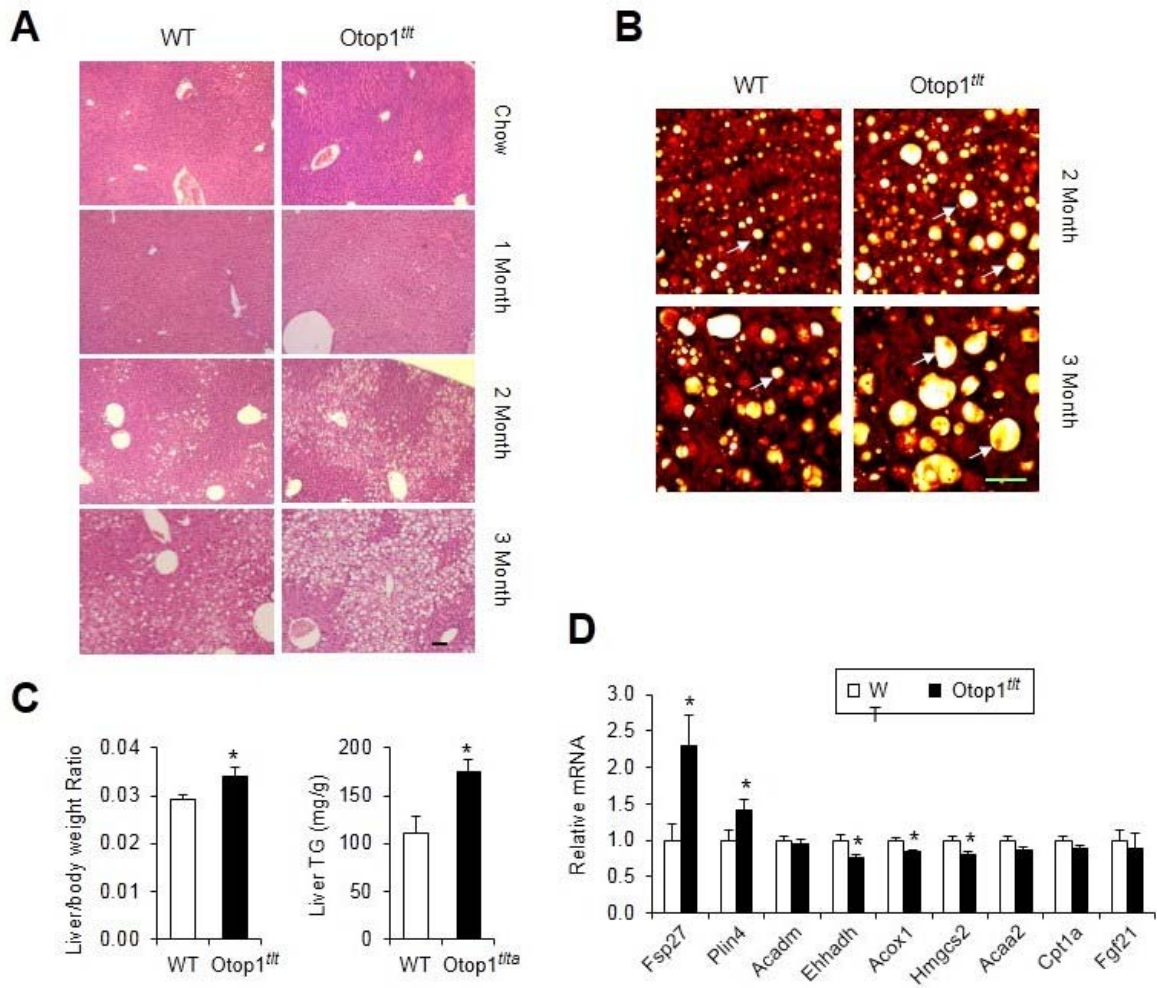 A
WT
Otop1tlt
Chow
1 Month
2 Month
3 Month
B
WT
Otop1tlt
2 Month
3 Month
C
Liver/body weight Ratio
0.04
0.03
0.02
0.01
0.00
WT
Otop1tlt
*
Liver TG (mg/g)
200
150
100
50
0
WT
Otop1tlta
*
D
W
T
Otop1tlt
Relative mRNA
3.0
2.5
2.0
1.5
1.0
0.5
0.0
*
*
*
*
*
Fsp27
Plin4
Acadm
Ehhadh
Acox1
Hmgcs2
Acaa2
Cpt1a
Fgf21